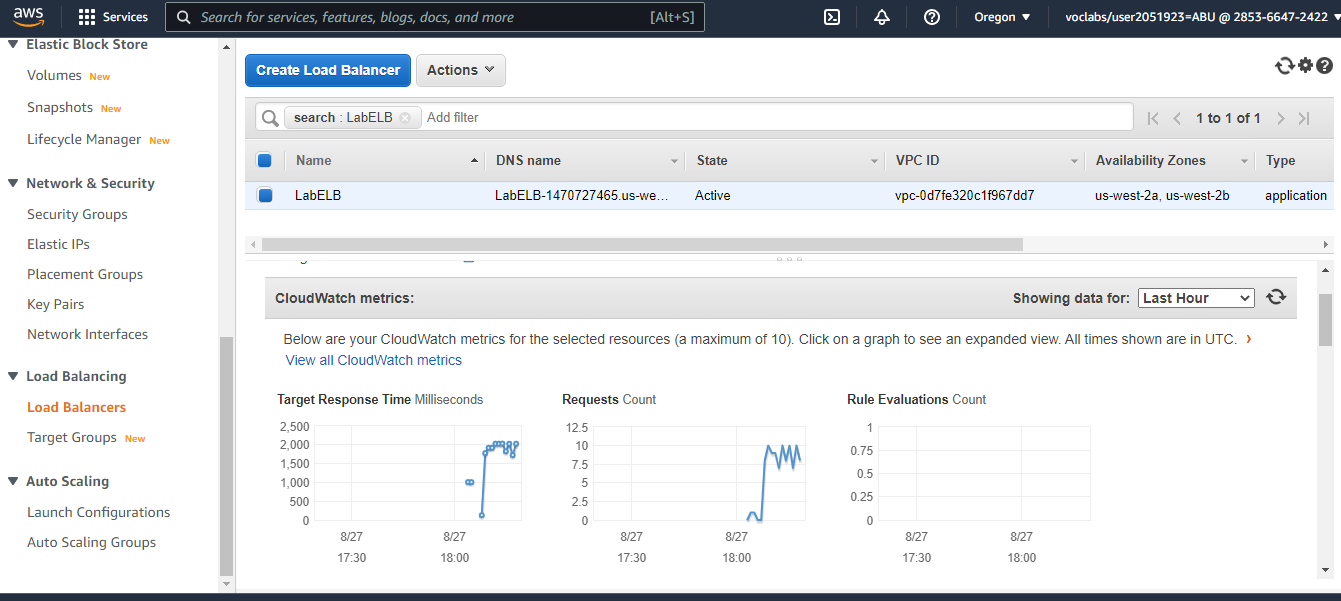 aws Services Search for services, features, blogs, docs, and more [Alt+S] Oregon voclabs/user2051923=ABU @ 2853-6647-2422
Elastic Block Store
Volumes New
Snapshots New
Lifecycle Manager New
Network & Security
Security Groups
Elastic IPs
Placement Groups
Key Pairs
Network Interfaces
Load Balancing
Load Balancers
Target Groups New
Auto Scaling
Launch Configurations
Auto Scaling Groups
Create Load Balancer Actions
search : LabELB Add filter 1 to 1 of 1
Name DNS name State VPC ID Availability Zones Type
LabELB LabELB-1470727465.us-we... Active vpc-0d7fe320c1f967dd7 us-west-2a, us-west-2b application
CloudWatch metrics: Showing data for: Last Hour
Below are your CloudWatch metrics for the selected resources (a maximum of 10). Click on a graph to see an expanded view. All times shown are in UTC.
View all CloudWatch metrics
Target Response Time Milliseconds
2,500
2,000
1,500
1,000
500
0
8/27 8/27
17:30 18:00
Requests Count
12.5
10
7.5
5
2.5
0
8/27 8/27
17:30 18:00
Rule Evaluations Count
1
0.75
0.5
0.25
0
8/27 8/27
17:30 18:00